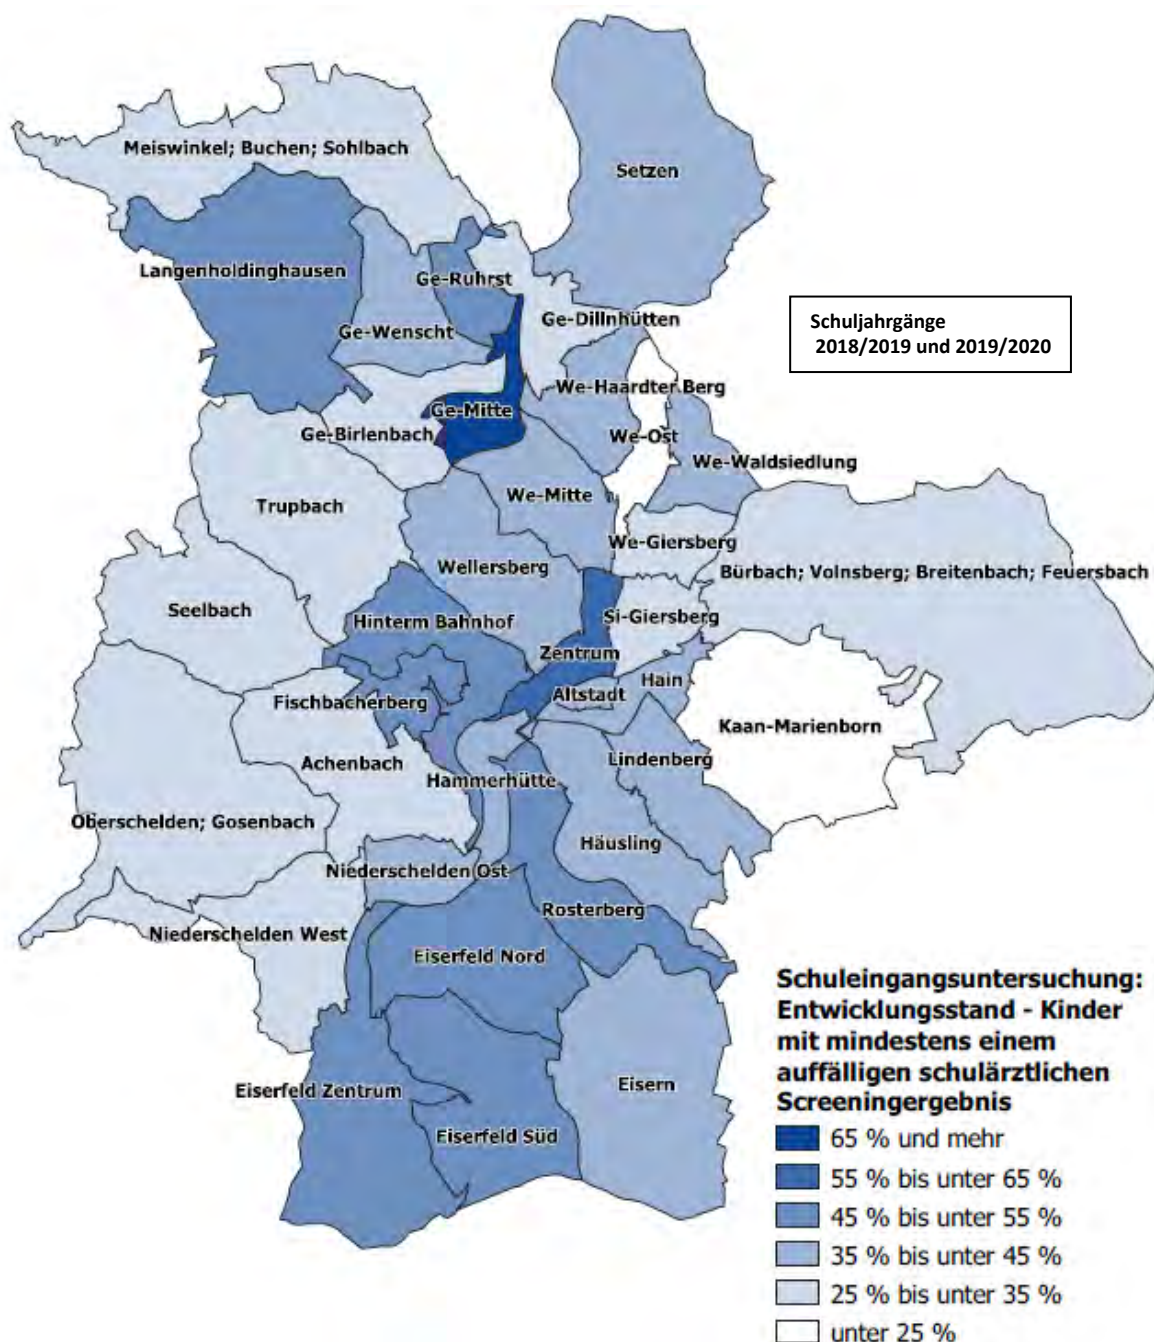 Meiswinkel; Buchen; Sohlbach
Setzen
Langenholdinghausen
Ge-Ruhrst
Ge-Wenscht
Ge-Dillnhütten
Schuljahrgänge
2018/2019 und 2019/2020
We-Haardter Berg
Ge-Mitte
Ge-Birlenbach
We-Ost
We-Waldsiedlung
Trupbach
We-Mitte
We-Giersberg
Wellersberg
Bürbach; Volnsberg; Breitenbach; Feuersbach
Seelbach
Hinterm Bahnhof
Si-Giersberg
Zentrum
Hain
Altstadt
Fischbacherberg
Kaan-Marienborn
Achenbach
Lindenberg
Hammerhütte
Oberschelden; Gosenbach
Häusling
Niederschelden Ost
Rosterberg
Niederschelden West
Eiserfeld Nord
Eisern
Eiserfeld Zentrum
Eiserfeld Süd
Schuleingangsuntersuchung:
Entwicklungsstand - Kinder
mit mindestens einem
auffälligen schulärztlichen
Screeningergebnis
65 % und mehr
55 % bis unter 65 %
45 % bis unter 55 %
35 % bis unter 45 %
25 % bis unter 35 %
unter 25 %